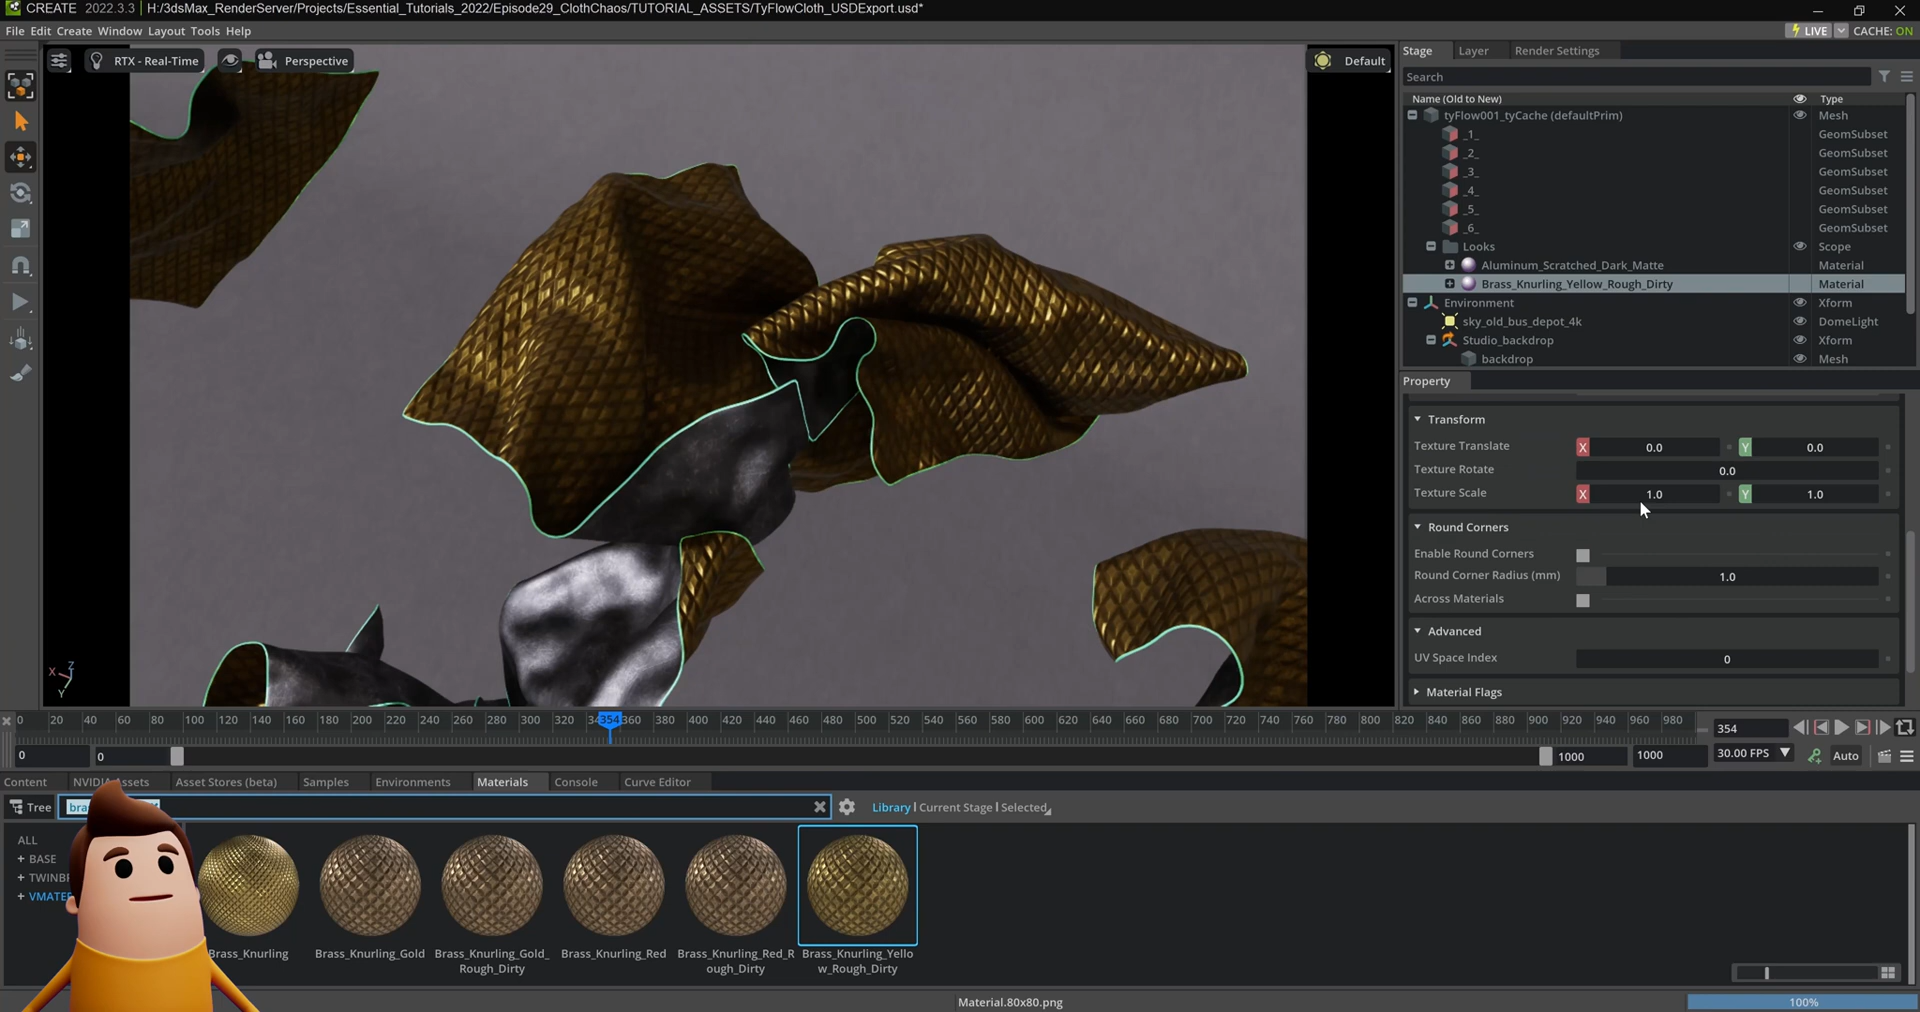 CREATE 2022.3.3 H:/3dsMax_RenderServer/Projects/Essential_Tutorials_2022/Episode29_ClothChaos/TUTORIAL_ASSETS/TyFlowCloth_USDExport.usd*
File Edit Create Window Layout Tools Help
LIVE CACHE: ON
RTX - Real-Time Perspective Default
Stage Layer Render Settings
Search
Name (Old to New) Type
tyFlow001_tyCache (defaultPrim) Mesh
_1_ GeomSubset
_2_ GeomSubset
_3_ GeomSubset
_4_ GeomSubset
_5_ GeomSubset
_6_ GeomSubset
Looks Scope
Aluminum_Scratched_Dark_Matte Material
Brass_Knurling_Yellow_Rough_Dirty Material
Environment Xform
sky_old_bus_depot_4k DomeLight
Studio_backdrop Xform
backdrop Mesh
Property
Transform
Texture Translate X 0.0 Y 0.0
Texture Rotate 0.0
Texture Scale X 1.0 Y 1.0
Round Corners
Enable Round Corners
Round Corner Radius (mm) 1.0
Across Materials
Advanced
UV Space Index 0
Material Flags
X Z
Y
0 20 40 60 80 100 120 140 160 180 200 220 240 260 280 300 320 354 360 380 400 420 440 460 480 500 520 540 560 580 600 620 640 660 680 700 720 740 760 780 800 820 840 860 880 900 920 940 960 980 354
0 0 1000 1000 30.00 FPS Auto
Content NVIDIA Assets Asset Stores (beta) Samples Environments Materials Console Curve Editor
Tree bra Library Current Stage Selected
ALL
+ BASE
+ TWINB
+ VMATE
Brass_Knurling Brass_Knurling_Gold Brass_Knurling_Gold_ Brass_Knurling_Red Brass_Knurling_Red_R Brass_Knurling_Yello
Rough_Dirty ough_Dirty w_Rough_Dirty
Material.80x80.png 100%